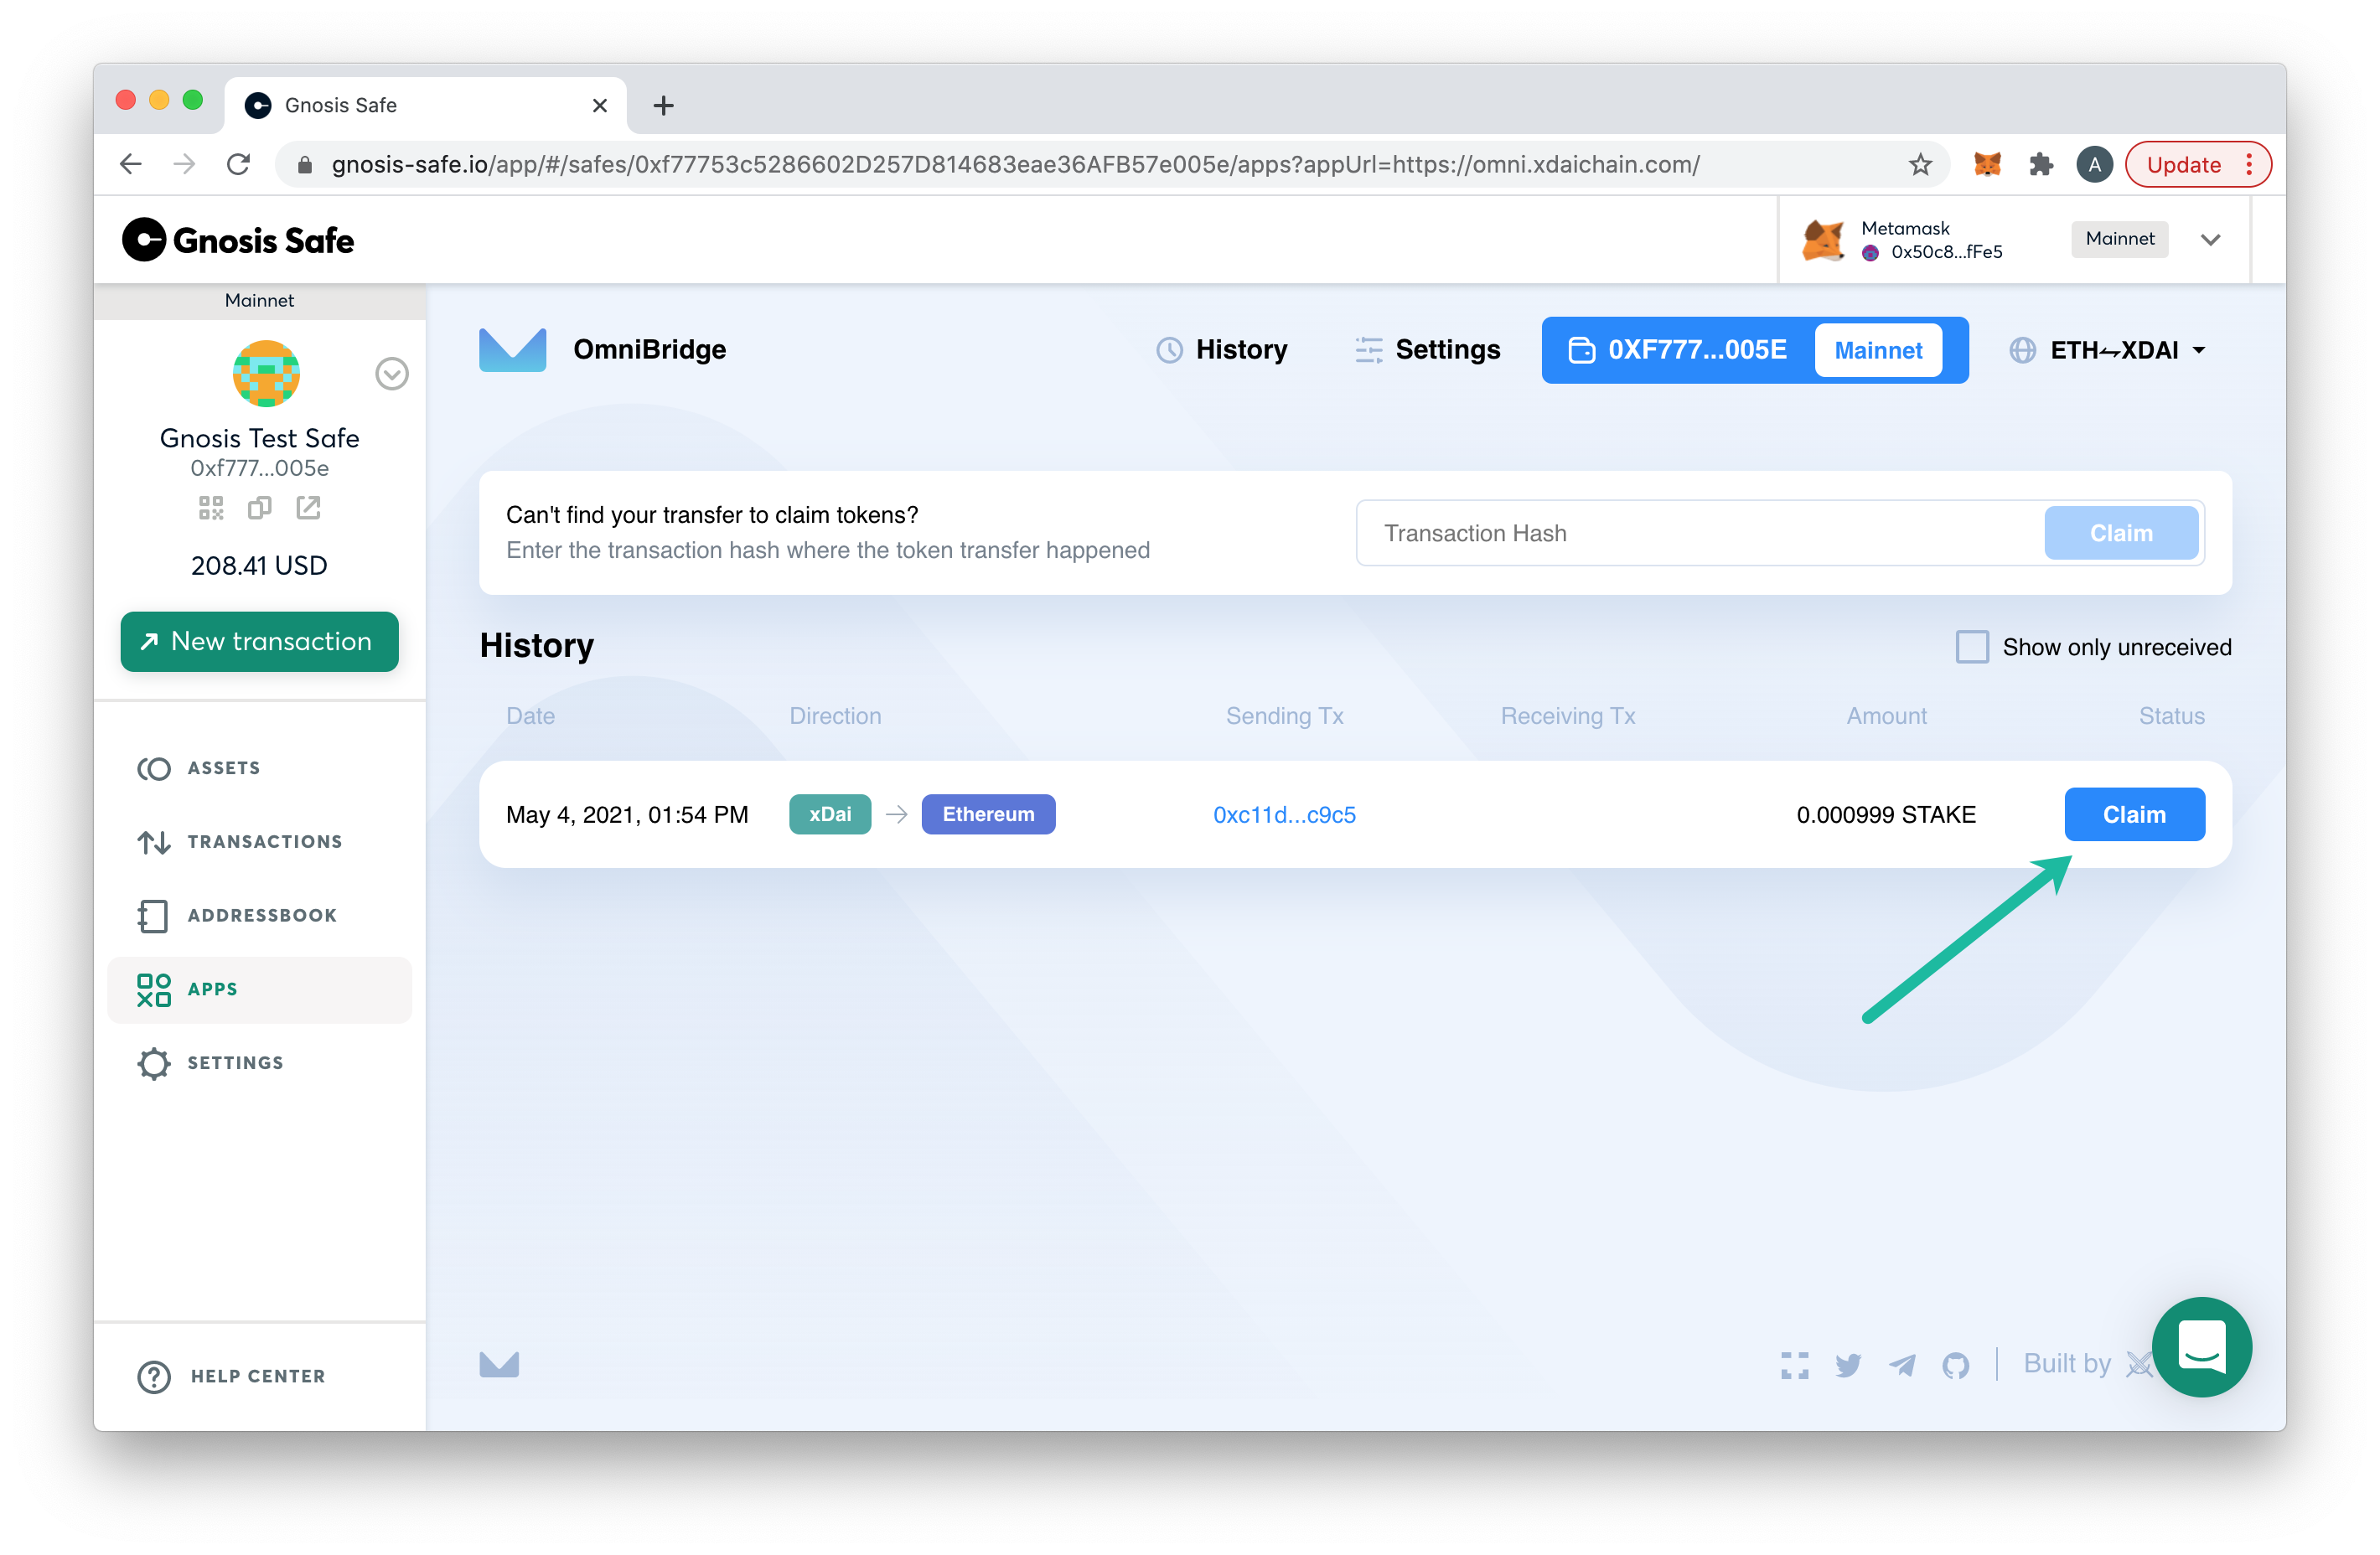 Gnosis Safe
gnosis-safe.io/app/#/safes/0xf77753c5286602D257D814683eae36AFB57e005e/apps?appUrl=https://omni.xdaichain.com/
A
Update
Gnosis Safe
Metamask
0x50c8...fFe5
Mainnet
Mainnet
Gnosis Test Safe
0xf777...005e
208.41 USD
New transaction
ASSETS
TRANSACTIONS
ADDRESSBOOK
APPS
SETTINGS
HELP CENTER
OmniBridge
History
Settings
0XF777...005E
Mainnet
ETH⇋XDAI
Can't find your transfer to claim tokens?
Enter the transaction hash where the token transfer happened
Transaction Hash
Claim
History
Show only unreceived
Date Direction Sending Tx Receiving Tx Amount Status
May 4, 2021, 01:54 PM xDai → Ethereum 0xc11d...c9c5 0.000999 STAKE Claim
Built by